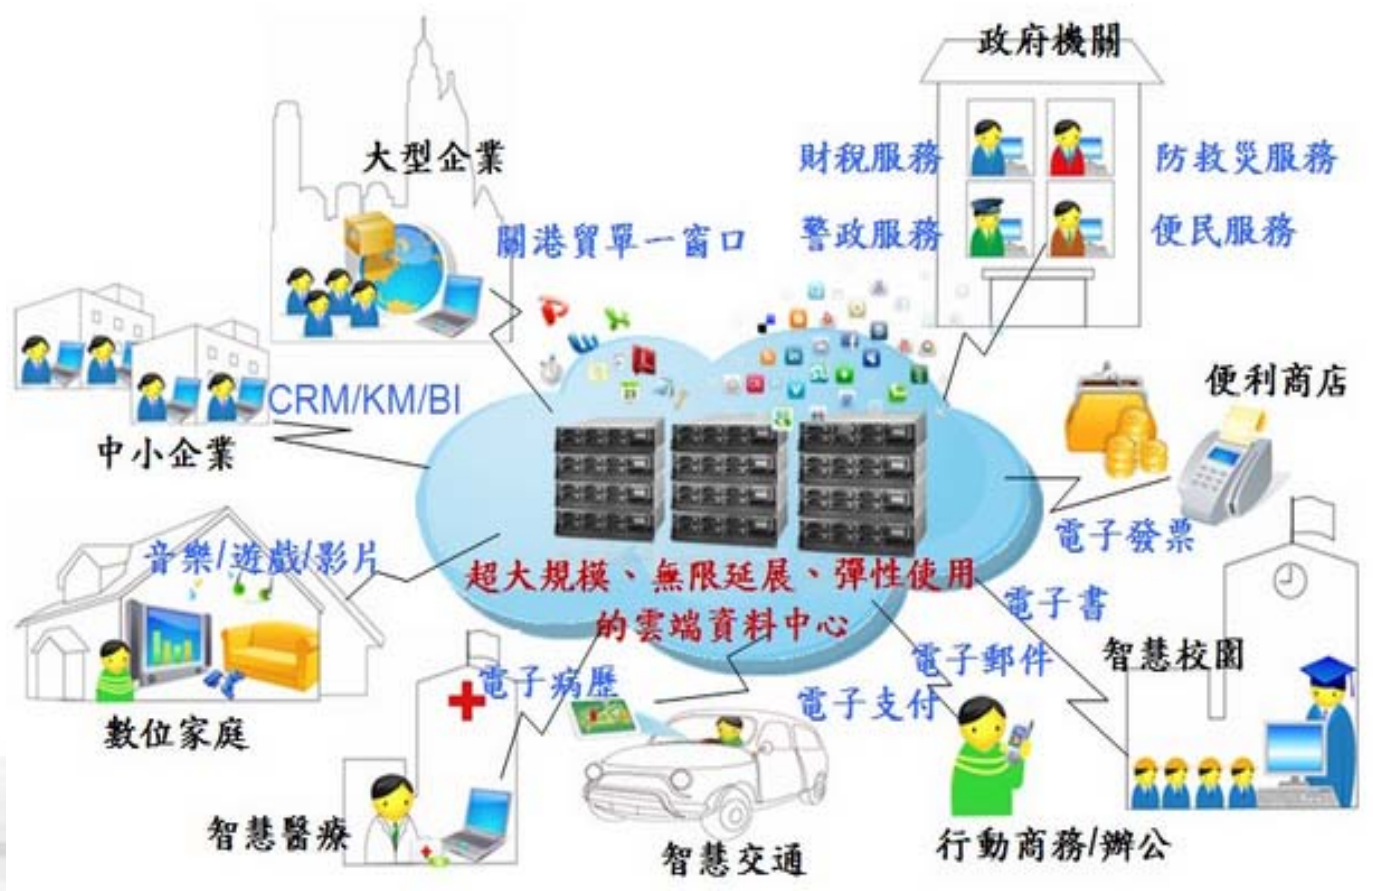 政府機關
大型企業
財稅服務
防救災服務
關港貿單一窗口
警政服務
便民服務
便利商店
CRM/KM/BI
中小企業
電子發票
音樂/遊戲/影片
超大規模、無限延展、彈性使用
的雲端資料中心
電子書
智慧校園
電子郵件
電子病歷
電子支付
數位家庭
智慧醫療
智慧交通
行動商務/辦公